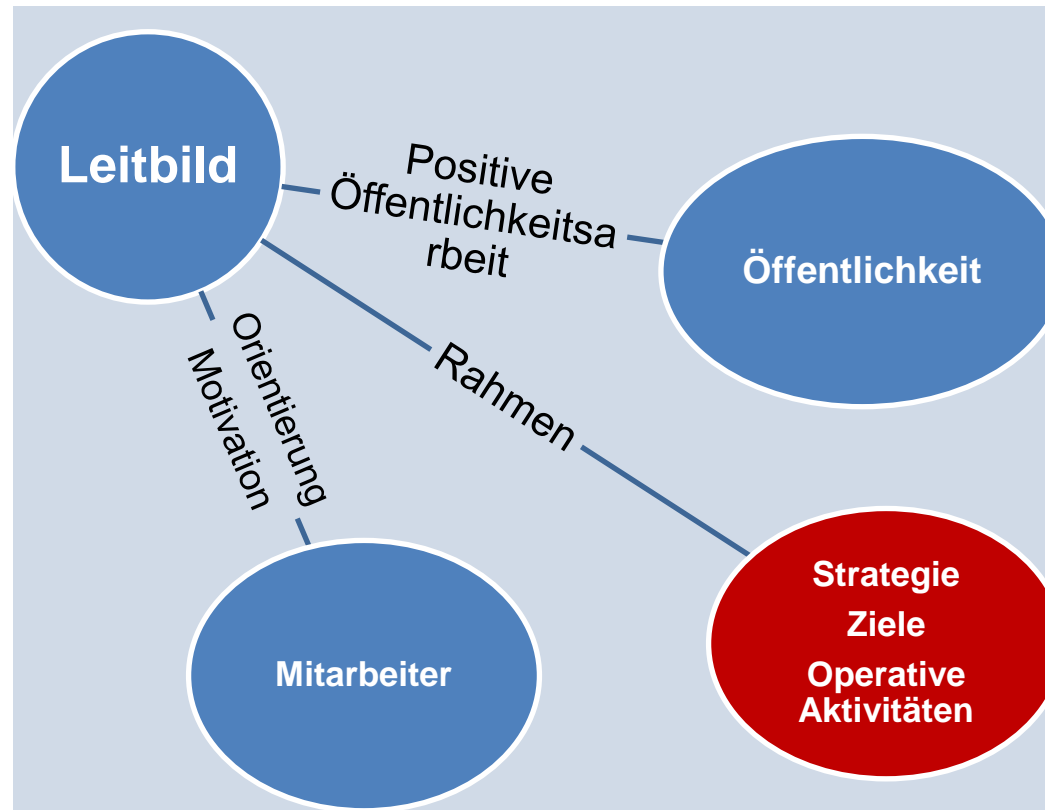 Leitbild
Positive
Öffentlichkeitsa
rbeit
Öffentlichkeit
Rahmen
Orientierung
Motivation
Mitarbeiter
Strategie
Ziele
Operative
Aktivitäten